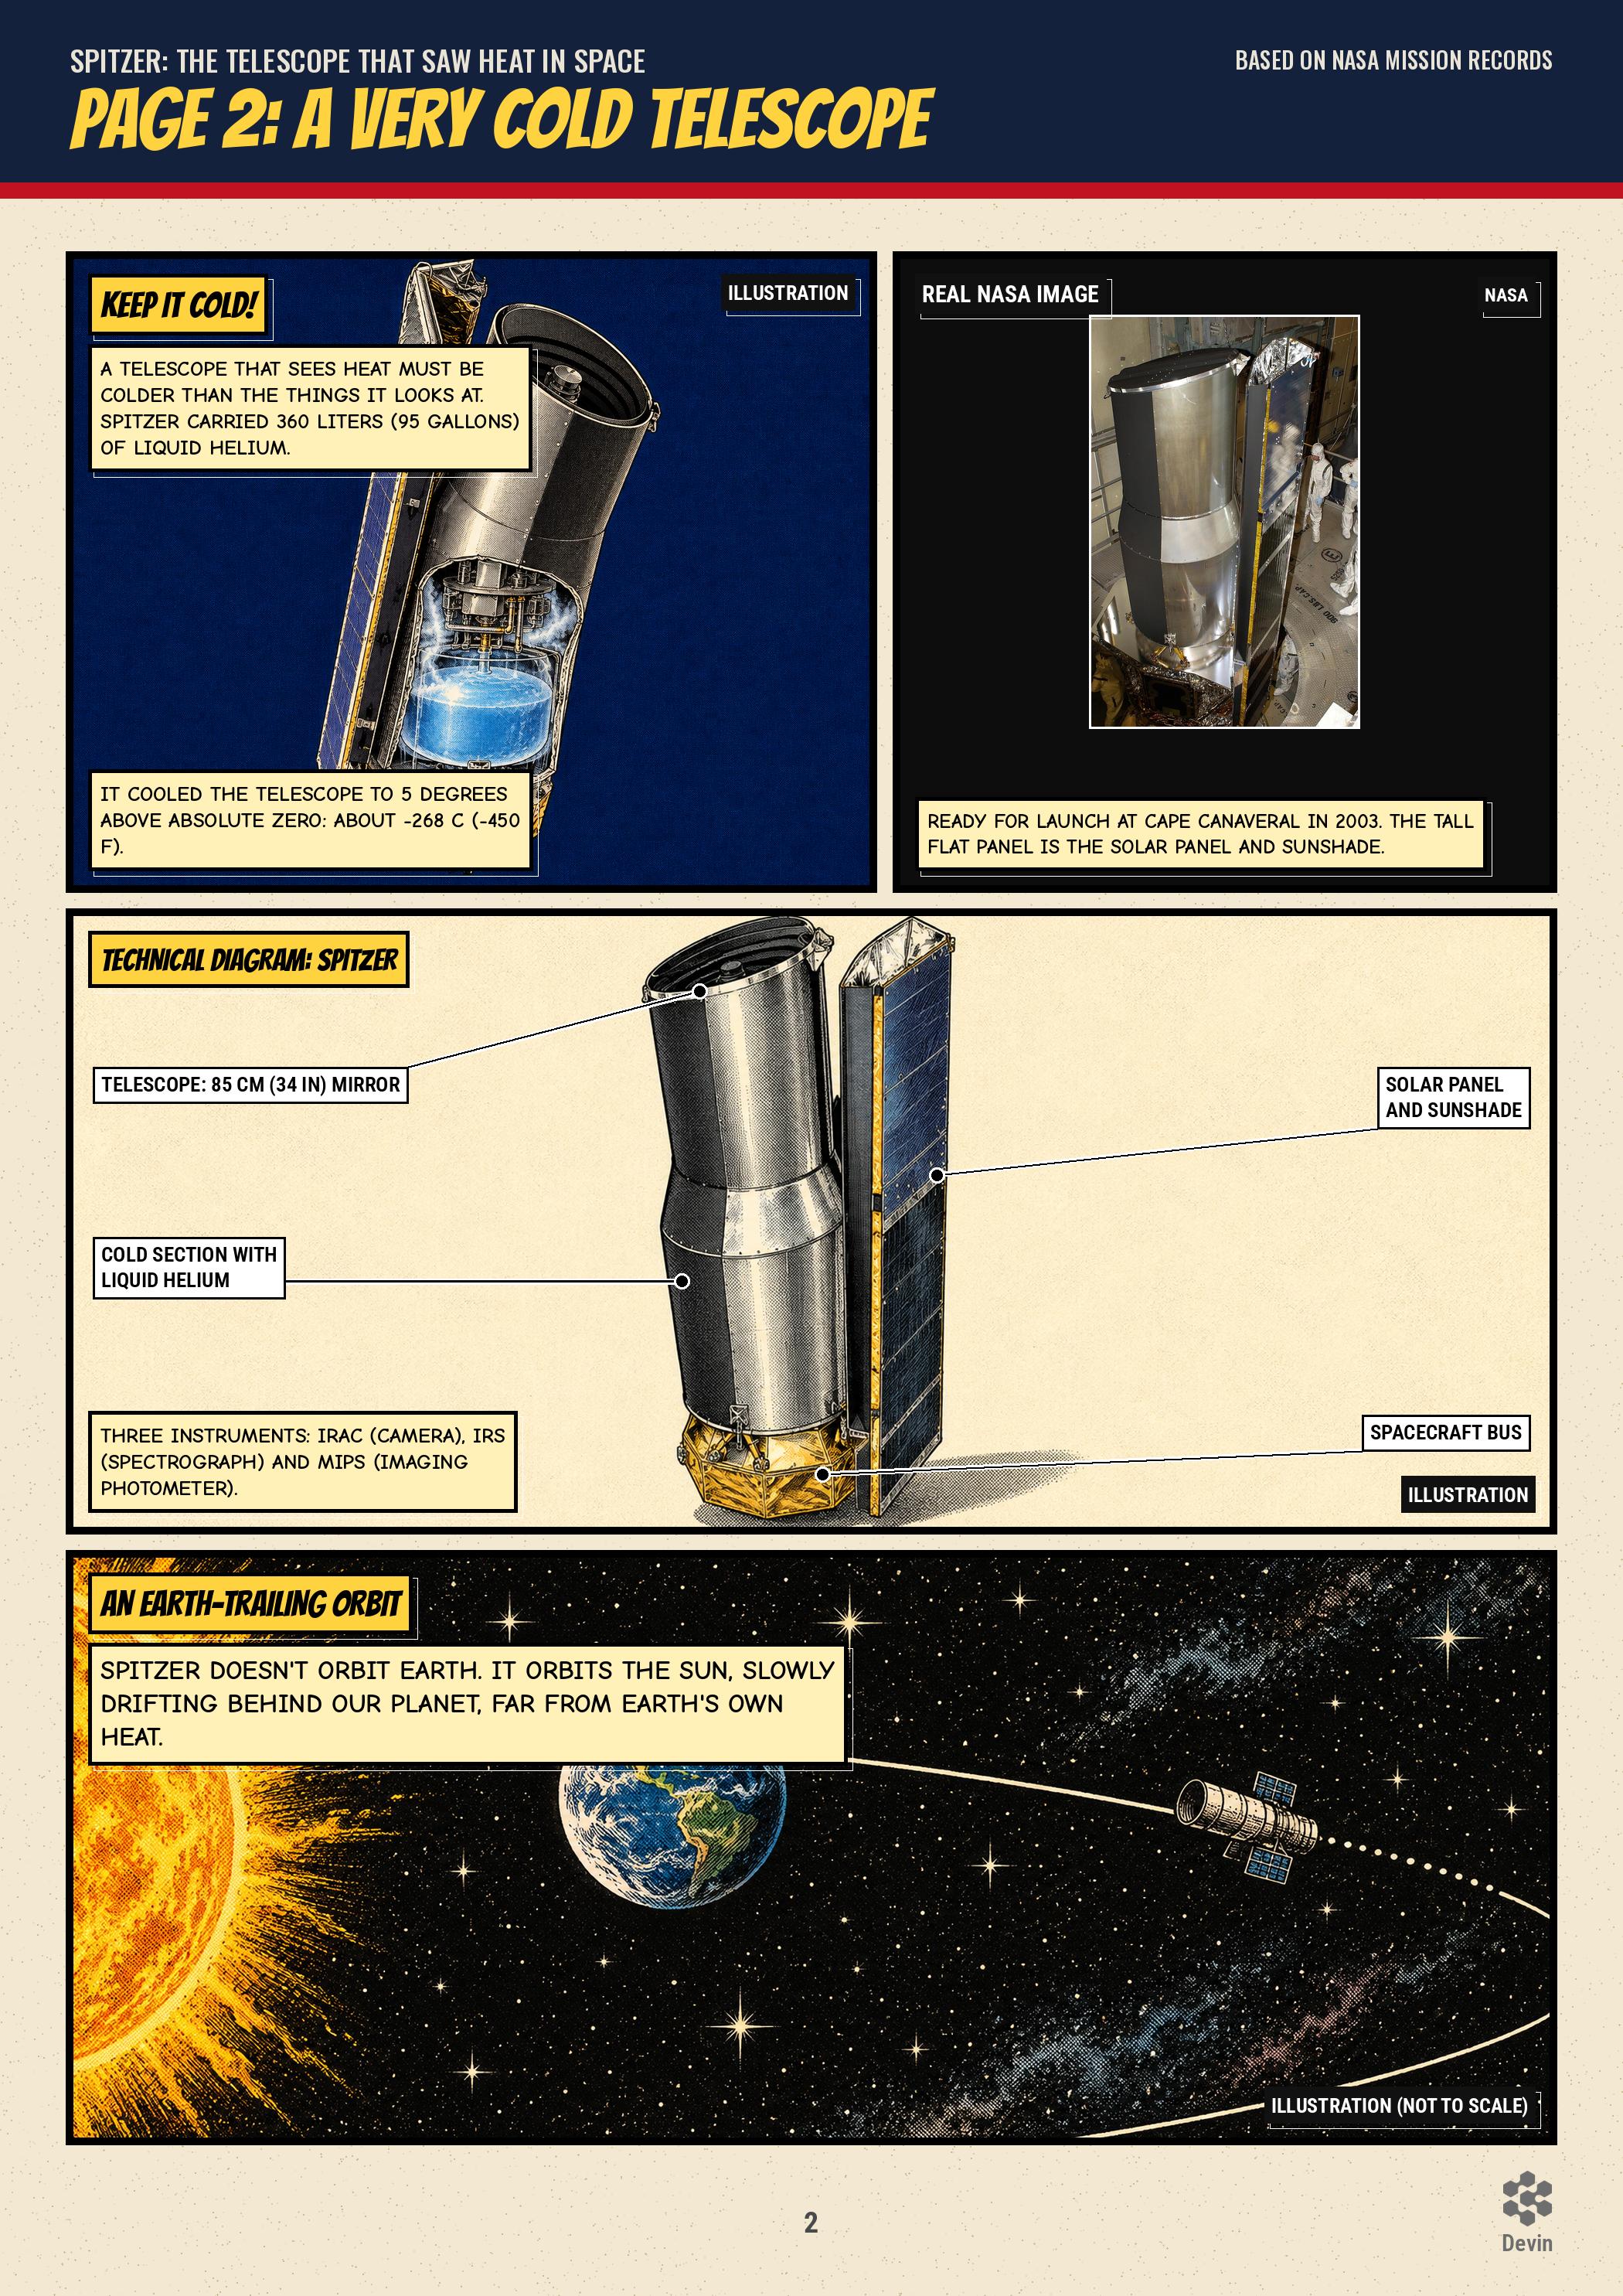 SPITZER: THE TELESCOPE THAT SAW HEAT IN SPACE
BASED ON NASA MISSION RECORDS
PAGE 2: A VERY COLD TELESCOPE
KEEP IT COLD!
ILLUSTRATION
A TELESCOPE THAT SEES HEAT MUST BE
COLDER THAN THE THINGS IT LOOKS AT.
SPITZER CARRIED 360 LITERS (95 GALLONS)
OF LIQUID HELIUM.
IT COOLED THE TELESCOPE TO 5 DEGREES
ABOVE ABSOLUTE ZERO: ABOUT -268 C (-450
F).
REAL NASA IMAGE
NASA
READY FOR LAUNCH AT CAPE CANAVERAL IN 2003. THE TALL
FLAT PANEL IS THE SOLAR PANEL AND SUNSHADE.
TECHNICAL DIAGRAM: SPITZER
TELESCOPE: 85 CM (34 IN) MIRROR
SOLAR PANEL
AND SUNSHADE
COLD SECTION WITH
LIQUID HELIUM
THREE INSTRUMENTS: IRAC (CAMERA), IRS
(SPECTROGRAPH) AND MIPS (IMAGING
PHOTOMETER).
SPACECRAFT BUS
ILLUSTRATION
AN EARTH-TRAILING ORBIT
SPITZER DOESN'T ORBIT EARTH. IT ORBITS THE SUN, SLOWLY
DRIFTING BEHIND OUR PLANET, FAR FROM EARTH'S OWN
HEAT.
ILLUSTRATION (NOT TO SCALE)
2
Devin